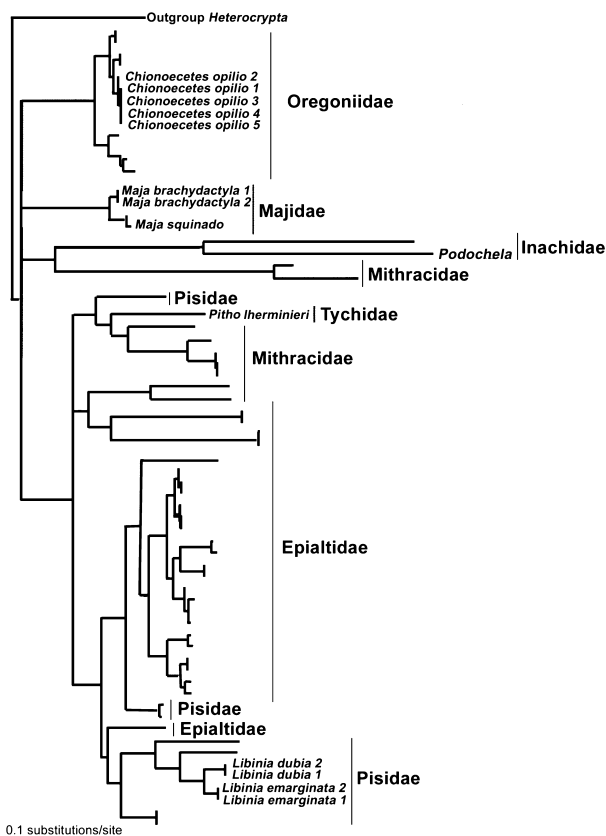 Outgroup Heterocrypta
Chionoecetes opilio 2
Chionoecetes opilio 1
Chionoecetes opilio 3
Chionoecetes opilio 4
Chionoecetes opilio 5
Oregoniidae
Maja brachydactyla 1
Maja brachydactyla 2
Maja squinado
Majidae
Podochela
Inachidae
Mithracidae
Pisidae
Pitho lherminieri
Tychidae
Mithracidae
Epialtidae
Pisidae
Epialtidae
Libinia dubia 2
Libinia dubia 1
Libinia emarginata 2
Libinia emarginata 1
Pisidae
0.1 substitutions/site